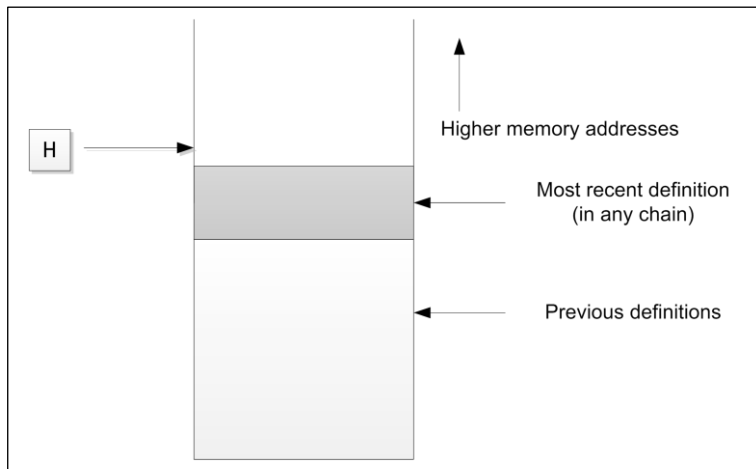 Higher memory addresses
H
Most recent definition
(in any chain)
Previous definitions